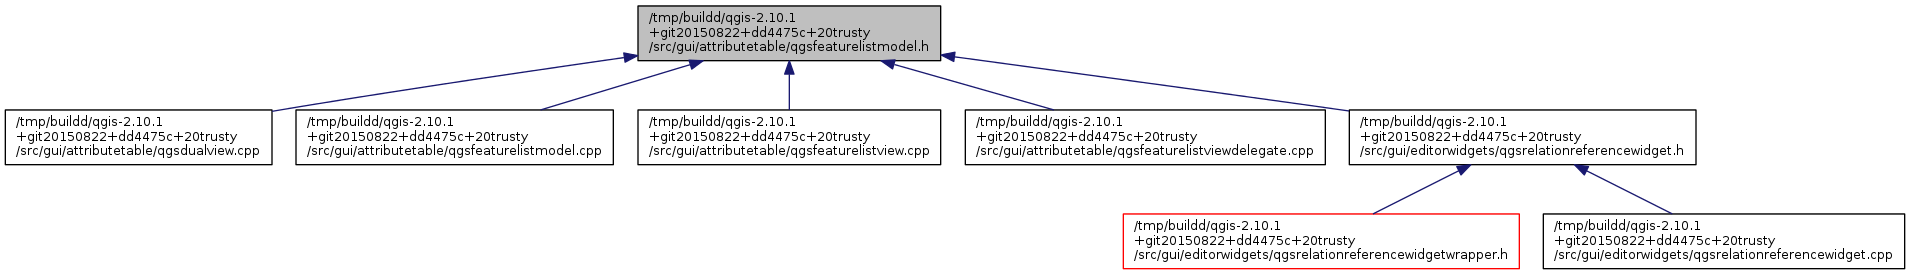 /tmp/buildd/qgis-2.10.1
+git20150822+dd4475c+20trusty
/src/gui/attributetable/qgsfeaturelistmodel.h
/tmp/buildd/qgis-2.10.1
+git20150822+dd4475c+20trusty
/src/gui/attributetable/qgsdualview.cpp
/tmp/buildd/qgis-2.10.1
+git20150822+dd4475c+20trusty
/src/gui/attributetable/qgsfeaturelistmodel.cpp
/tmp/buildd/qgis-2.10.1
+git20150822+dd4475c+20trusty
/src/gui/attributetable/qgsfeaturelistview.cpp
/tmp/buildd/qgis-2.10.1
+git20150822+dd4475c+20trusty
/src/gui/attributetable/qgsfeaturelistviewdelegate.cpp
/tmp/buildd/qgis-2.10.1
+git20150822+dd4475c+20trusty
/src/gui/editorwidgets/qgsrelationreferencewidget.h
/tmp/buildd/qgis-2.10.1
+git20150822+dd4475c+20trusty
/src/gui/editorwidgets/qgsrelationreferencewidgetwrapper.h
/tmp/buildd/qgis-2.10.1
+git20150822+dd4475c+20trusty
/src/gui/editorwidgets/qgsrelationreferencewidget.cpp